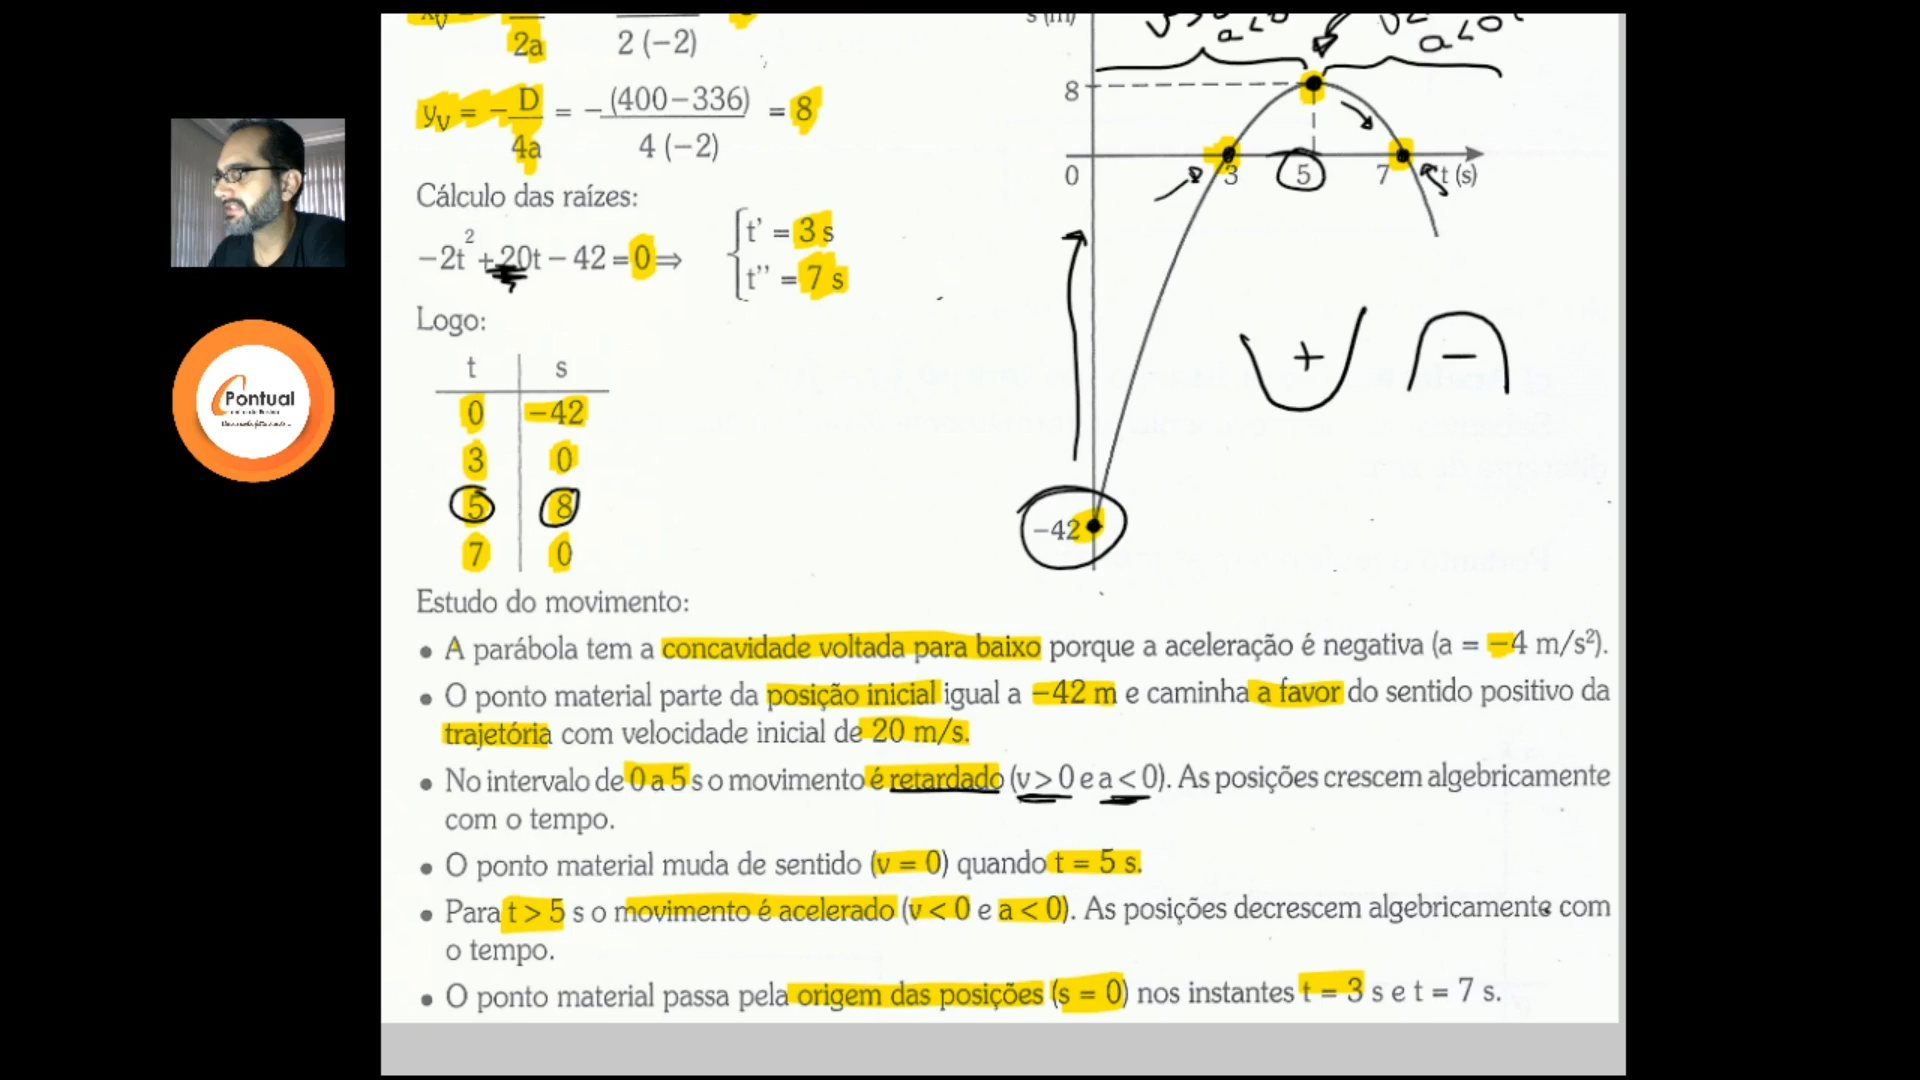 2a
2 (−2)
yᵥ = − D = − (400−336) = 8
4a
4 (−2)
Cálculo das raízes:
−2t² + 20t − 42 = 0 ⇒
t' = 3 s
t'' = 7 s
Logo:
t s
0 −42
3 0
5 8
7 0
s (m)
a<0
a<0
8
0 3 5 7 t (s)
−42
+ −
Pontual
Estudo do movimento:
• A parábola tem a concavidade voltada para baixo porque a aceleração é negativa (a = −4 m/s²).
• O ponto material parte da posição inicial igual a −42 m e caminha a favor do sentido positivo da
trajetória com velocidade inicial de 20 m/s.
• No intervalo de 0 a 5 s o movimento é retardado (v > 0 e a < 0). As posições crescem algebricamente
com o tempo.
• O ponto material muda de sentido (v = 0) quando t = 5 s.
• Para t > 5 s o movimento é acelerado (v < 0 e a < 0). As posições decrescem algebricamente com
o tempo.
• O ponto material passa pela origem das posições (s = 0) nos instantes t = 3 s e t = 7 s.